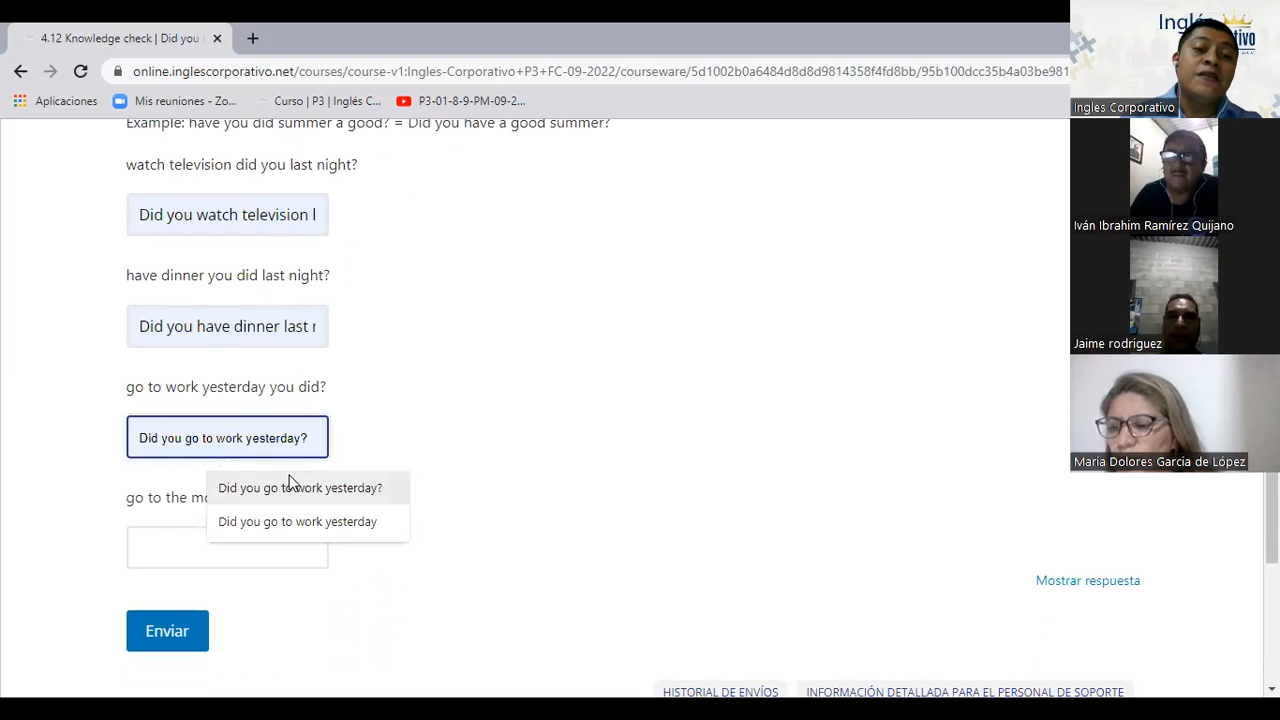 4.12 Knowledge check | Did you
online.inglescorporativo.net/courses/course-v1:Ingles-Corporativo+P3+FC-09-2022/courseware/5d1002b0a6484d8d8d9814358f4fd8bb/95b100dcc35b4a03be981
Aplicaciones
Mis reuniones - Zo...
Curso | P3 | Inglés C...
P3-01-8-9-PM-09-2...
Example: have you did summer a good? = Did you have a good summer?
watch television did you last night?
Did you watch television l
have dinner you did last night?
Did you have dinner last r
go to work yesterday you did?
Did you go to work yesterday?
Did you go to work yesterday?
Did you go to work yesterday
go to the mo
Mostrar respuesta
Enviar
HISTORIAL DE ENVÍOS
INFORMACIÓN DETALLADA PARA EL PERSONAL DE SOPORTE
Ingles Corporativo
Iván Ibrahim Ramírez Quijano
Jaime rodriguez
Maria Dolores Garcia de López